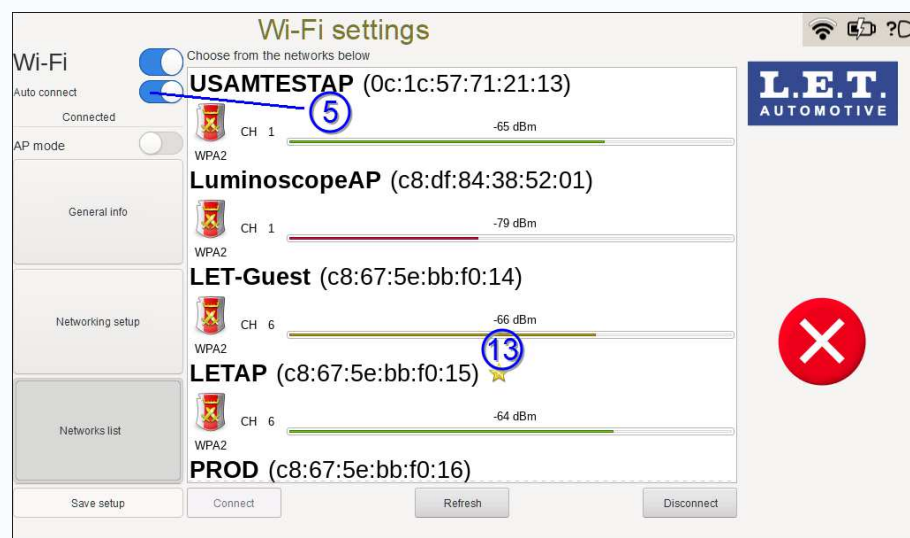 Wi-Fi settings
?
Wi-Fi
Choose from the networks below
Auto connect
Connected
AP mode
General info
Networking setup
Networks list
Save setup
USAMTESTAP (0c:1c:57:71:21:13)
5
CH 1
-65 dBm
WPA2
LuminoscopeAP (c8:df:84:38:52:01)
CH 1
-79 dBm
WPA2
LET-Guest (c8:67:5e:bb:f0:14)
CH 6
-66 dBm
WPA2
13
LETAP (c8:67:5e:bb:f0:15)
CH 6
-64 dBm
WPA2
PROD (c8:67:5e:bb:f0:16)
Connect
Refresh
Disconnect
L.E.T.
AUTOMOTIVE